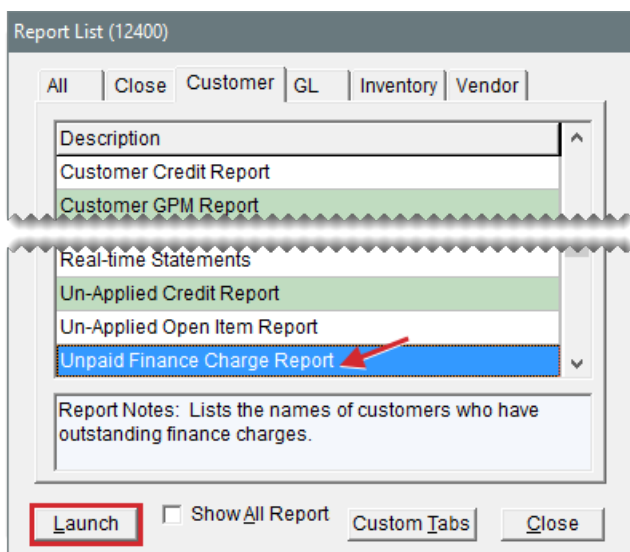 Report List (12400)
All Close Customer GL Inventory Vendor
Description
Customer Credit Report
Customer GPM Report
Real-time Statements
Un-Applied Credit Report
Un-Applied Open Item Report
Unpaid Finance Charge Report
Report Notes: Lists the names of customers who have
outstanding finance charges.
Launch Show All Report Custom Tabs Close